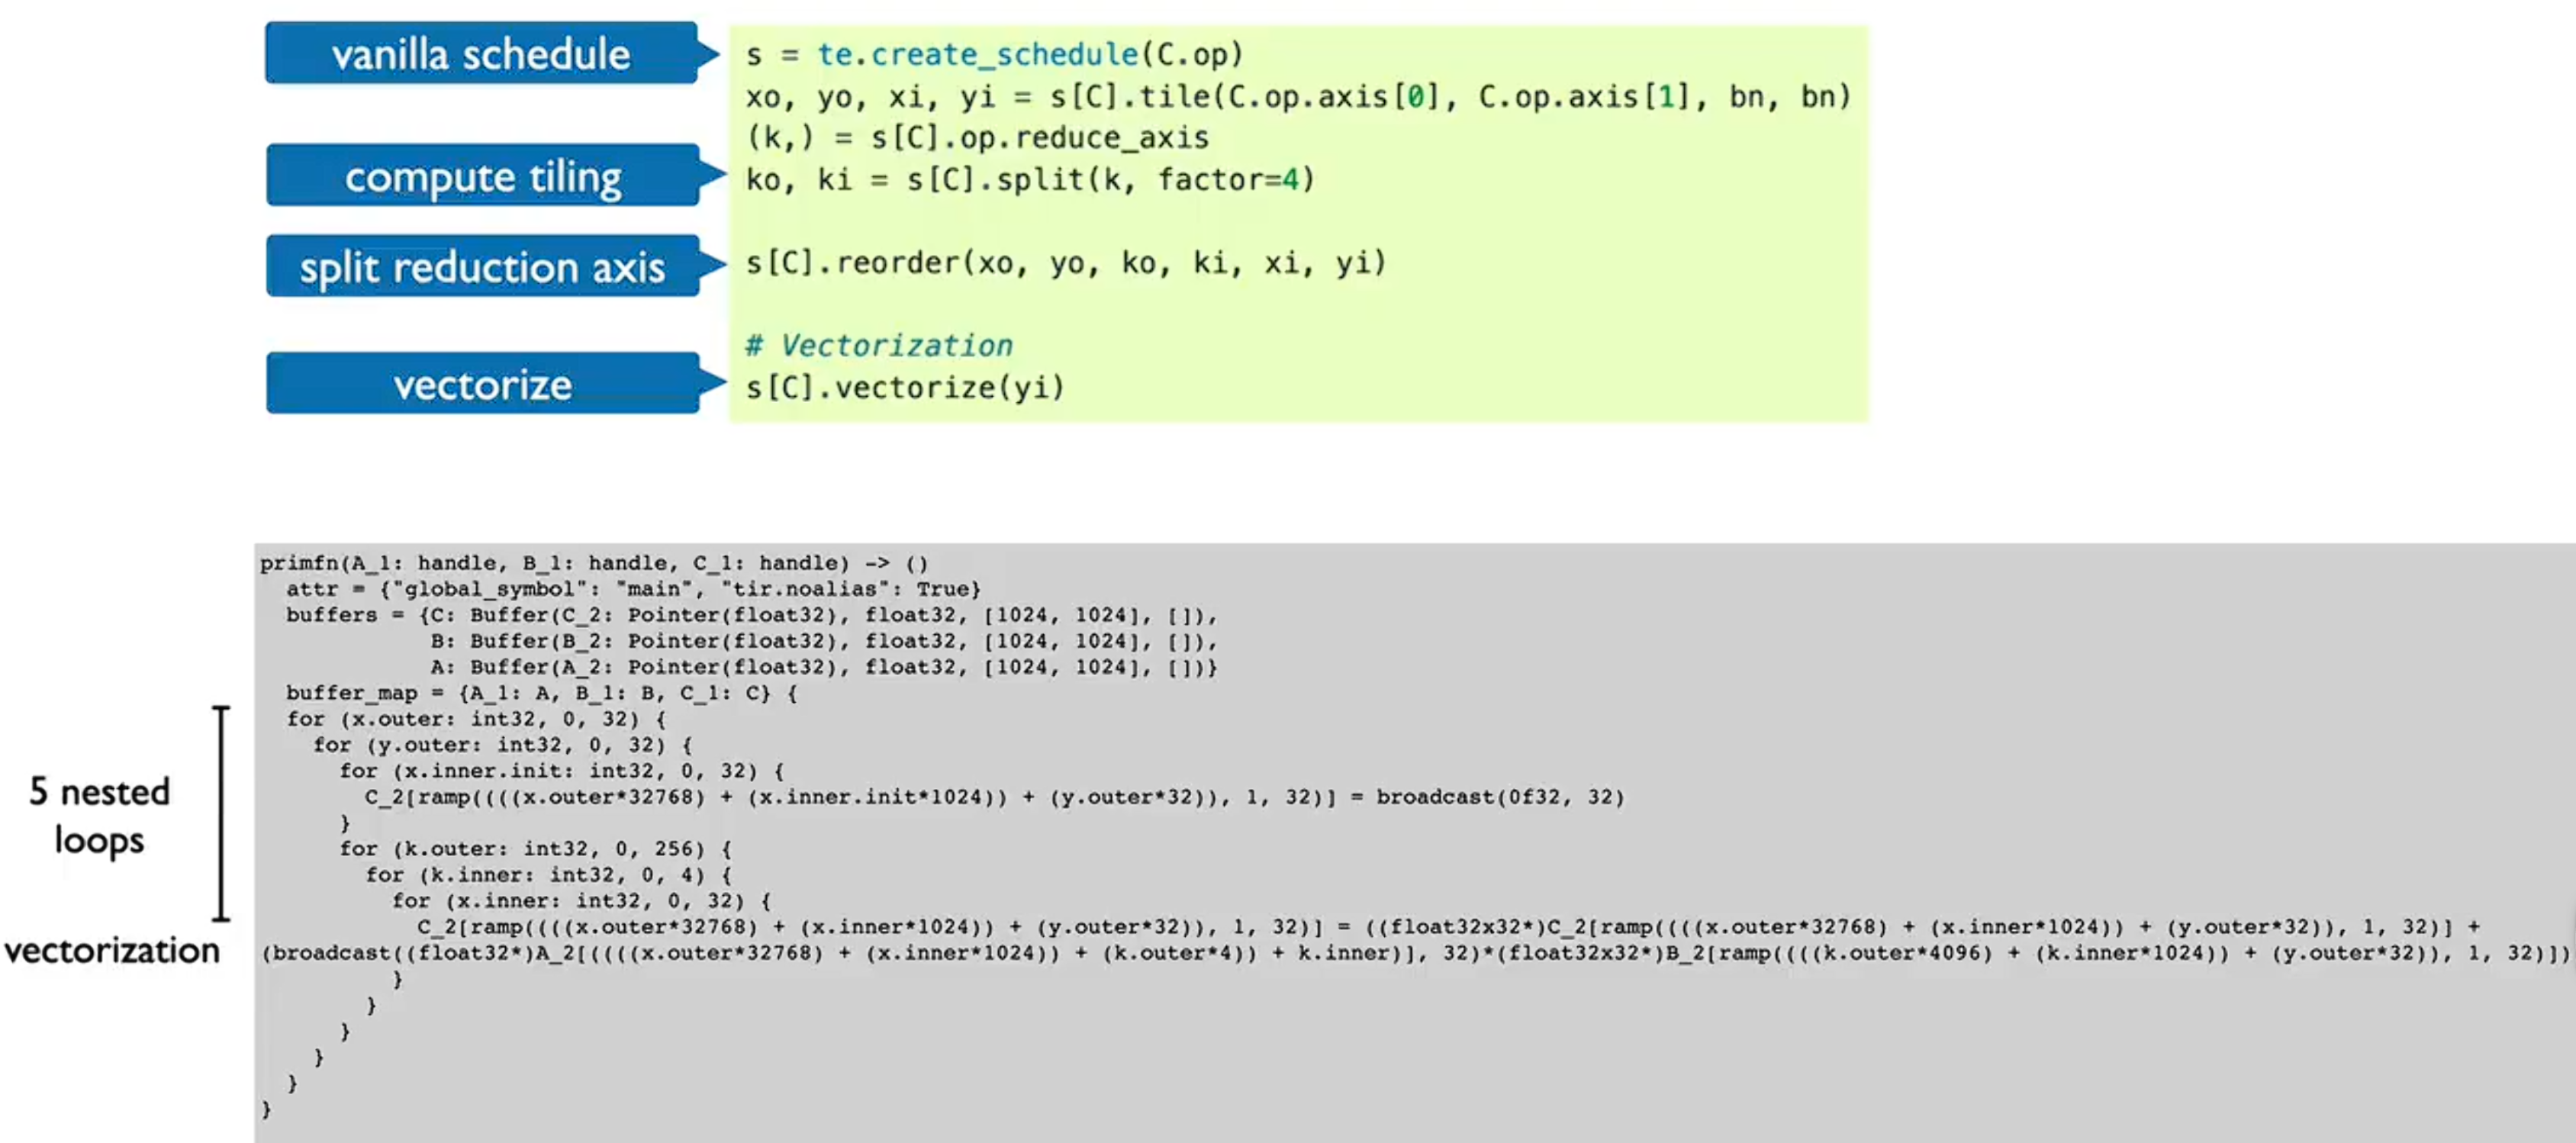 vanilla schedule
s = te.create_schedule(C.op)
xo, yo, xi, yi = s[C].tile(C.op.axis[0], C.op.axis[1], bn, bn)
(k,) = s[C].op.reduce_axis
compute tiling
ko, ki = s[C].split(k, factor=4)
split reduction axis
s[C].reorder(xo, yo, ko, ki, xi, yi)
# Vectorization
vectorize
s[C].vectorize(yi)
primfn(A_1: handle, B_1: handle, C_1: handle) -> ()
attr = {"global_symbol": "main", "tir.noalias": True}
buffers = {C: Buffer(C_2: Pointer(float32), float32, [1024, 1024], []),
B: Buffer(B_2: Pointer(float32), float32, [1024, 1024], []),
A: Buffer(A_2: Pointer(float32), float32, [1024, 1024], [])}
buffer_map = {A_1: A, B_1: B, C_1: C} {
for (x.outer: int32, 0, 32) {
for (y.outer: int32, 0, 32) {
for (x.inner.init: int32, 0, 32) {
C_2[ramp((((x.outer*32768) + (x.inner.init*1024)) + (y.outer*32)), 1, 32)] = broadcast(0f32, 32)
}
for (k.outer: int32, 0, 256) {
for (k.inner: int32, 0, 4) {
for (x.inner: int32, 0, 32) {
C_2[ramp((((x.outer*32768) + (x.inner*1024)) + (y.outer*32)), 1, 32)] = ((float32x32*)C_2[ramp((((x.outer*32768) + (x.inner*1024)) + (y.outer*32)), 1, 32)] +
(broadcast((float32*)A_2[((((x.outer*32768) + (x.inner*1024)) + (k.outer*4)) + k.inner)], 32)*(float32x32*)B_2[ramp((((k.outer*4096) + (k.inner*1024)) + (y.outer*32)), 1, 32)])
}
}
}
}
}
}
5 nested
loops
vectorization